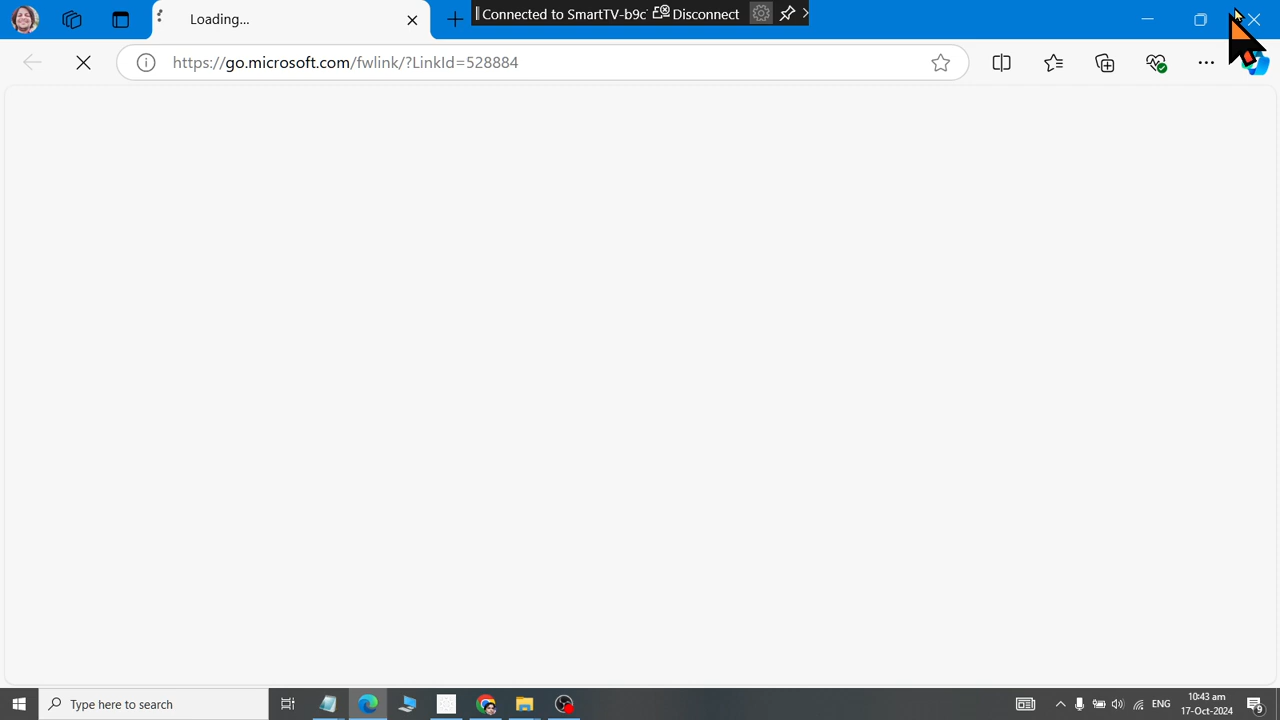 Loading...
Connected to SmartTV-b9c
Disconnect
https://go.microsoft.com/fwlink/?LinkId=528884
Type here to search
ENG
10:43 am
17-Oct-2024
9